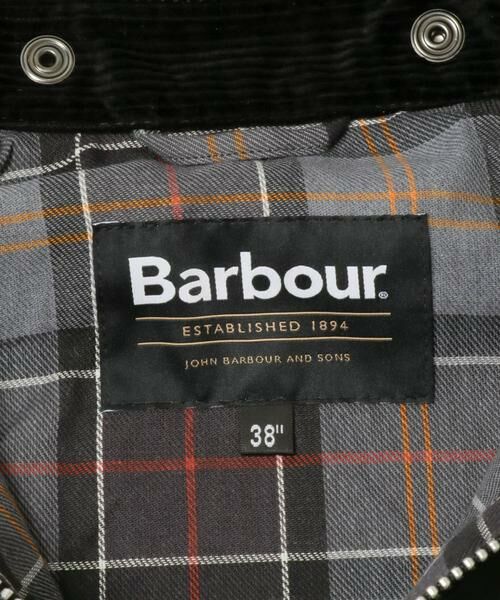 Barbour®
ESTABLISHED 1894
JOHN BARBOUR AND SONS
38"